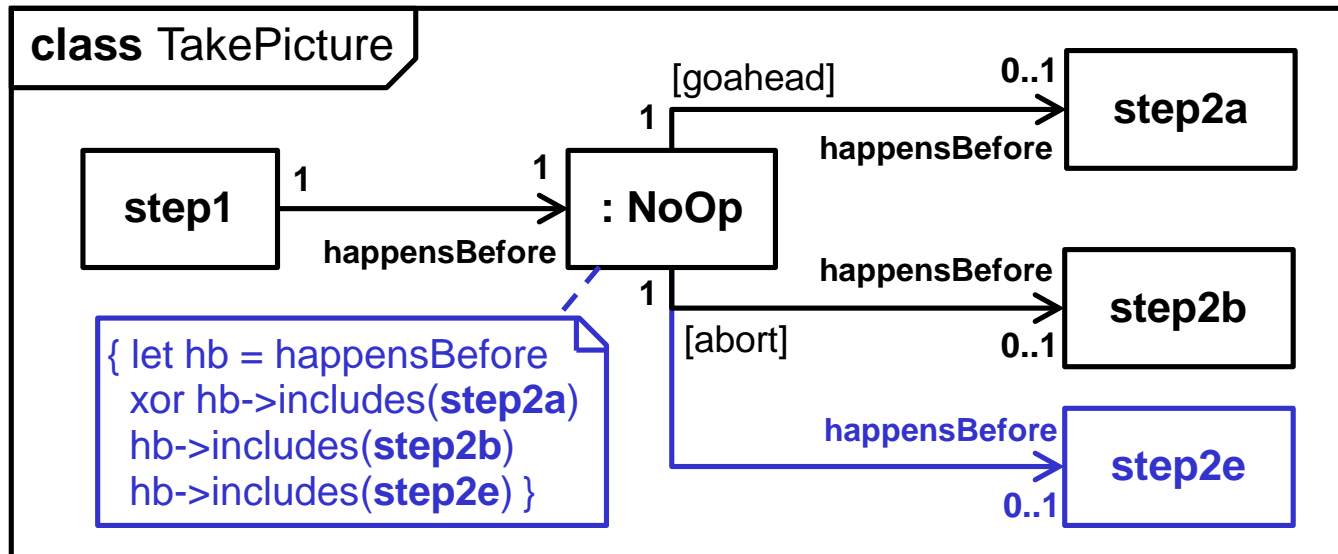 class TakePicture
[goahead]
0..1
step2a
1
happensBefore
step1
1
1
: NoOp
happensBefore
1
happensBefore
step2b
[abort]
0..1
{ let hb = happensBefore
xor hb->includes(step2a)
hb->includes(step2b)
hb->includes(step2e) }
happensBefore
step2e
0..1